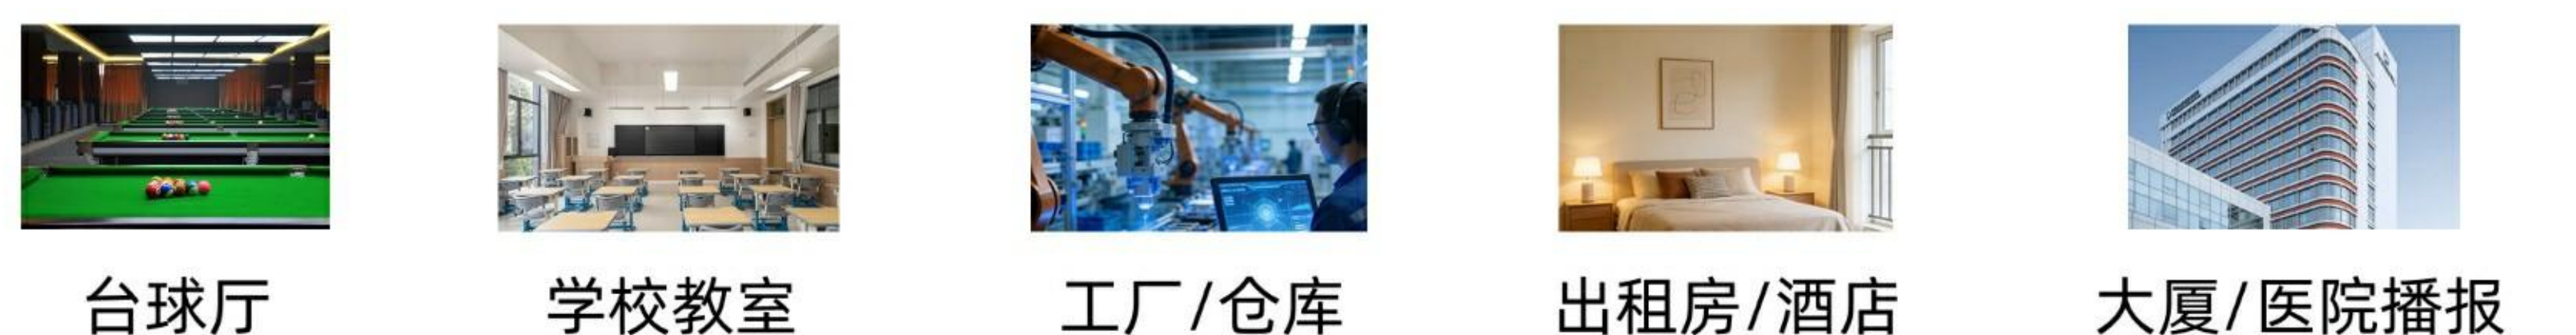 台球厅
学校教室
工厂/仓库
出租房/酒店
大厦/医院播报